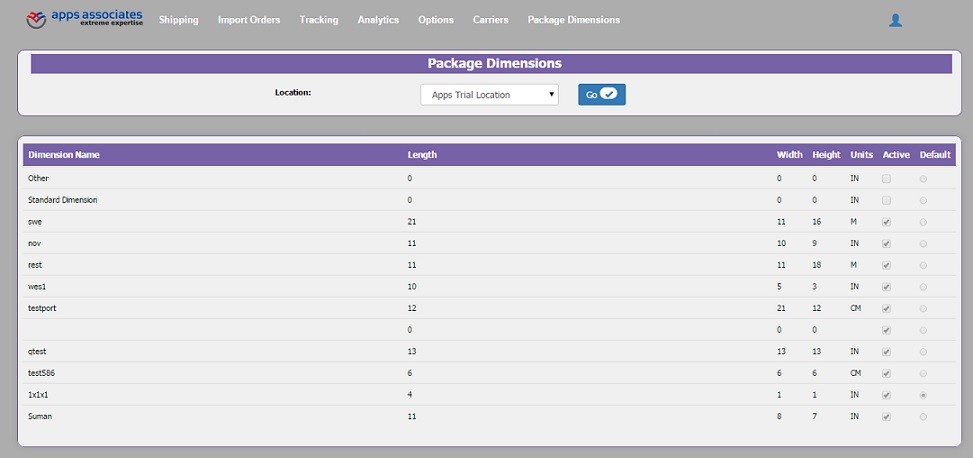 apps associates
extreme expertise
Shipping Import Orders Tracking Analytics Options Carriers Package Dimensions
Package Dimensions
Location: Apps Trial Location Go
Dimension Name Length Width Height Units Active Default
Other 0 0 0 IN
Standard Dimension 0 0 0 IN
swe 21 11 16 M
nov 11 10 9 IN
rest 11 11 18 M
wes1 10 5 3 IN
testport 12 21 12 CM
0 0 0
qtest 13 13 13 IN
test586 6 6 6 CM
1x1x1 4 1 1 IN
Suman 11 8 7 IN